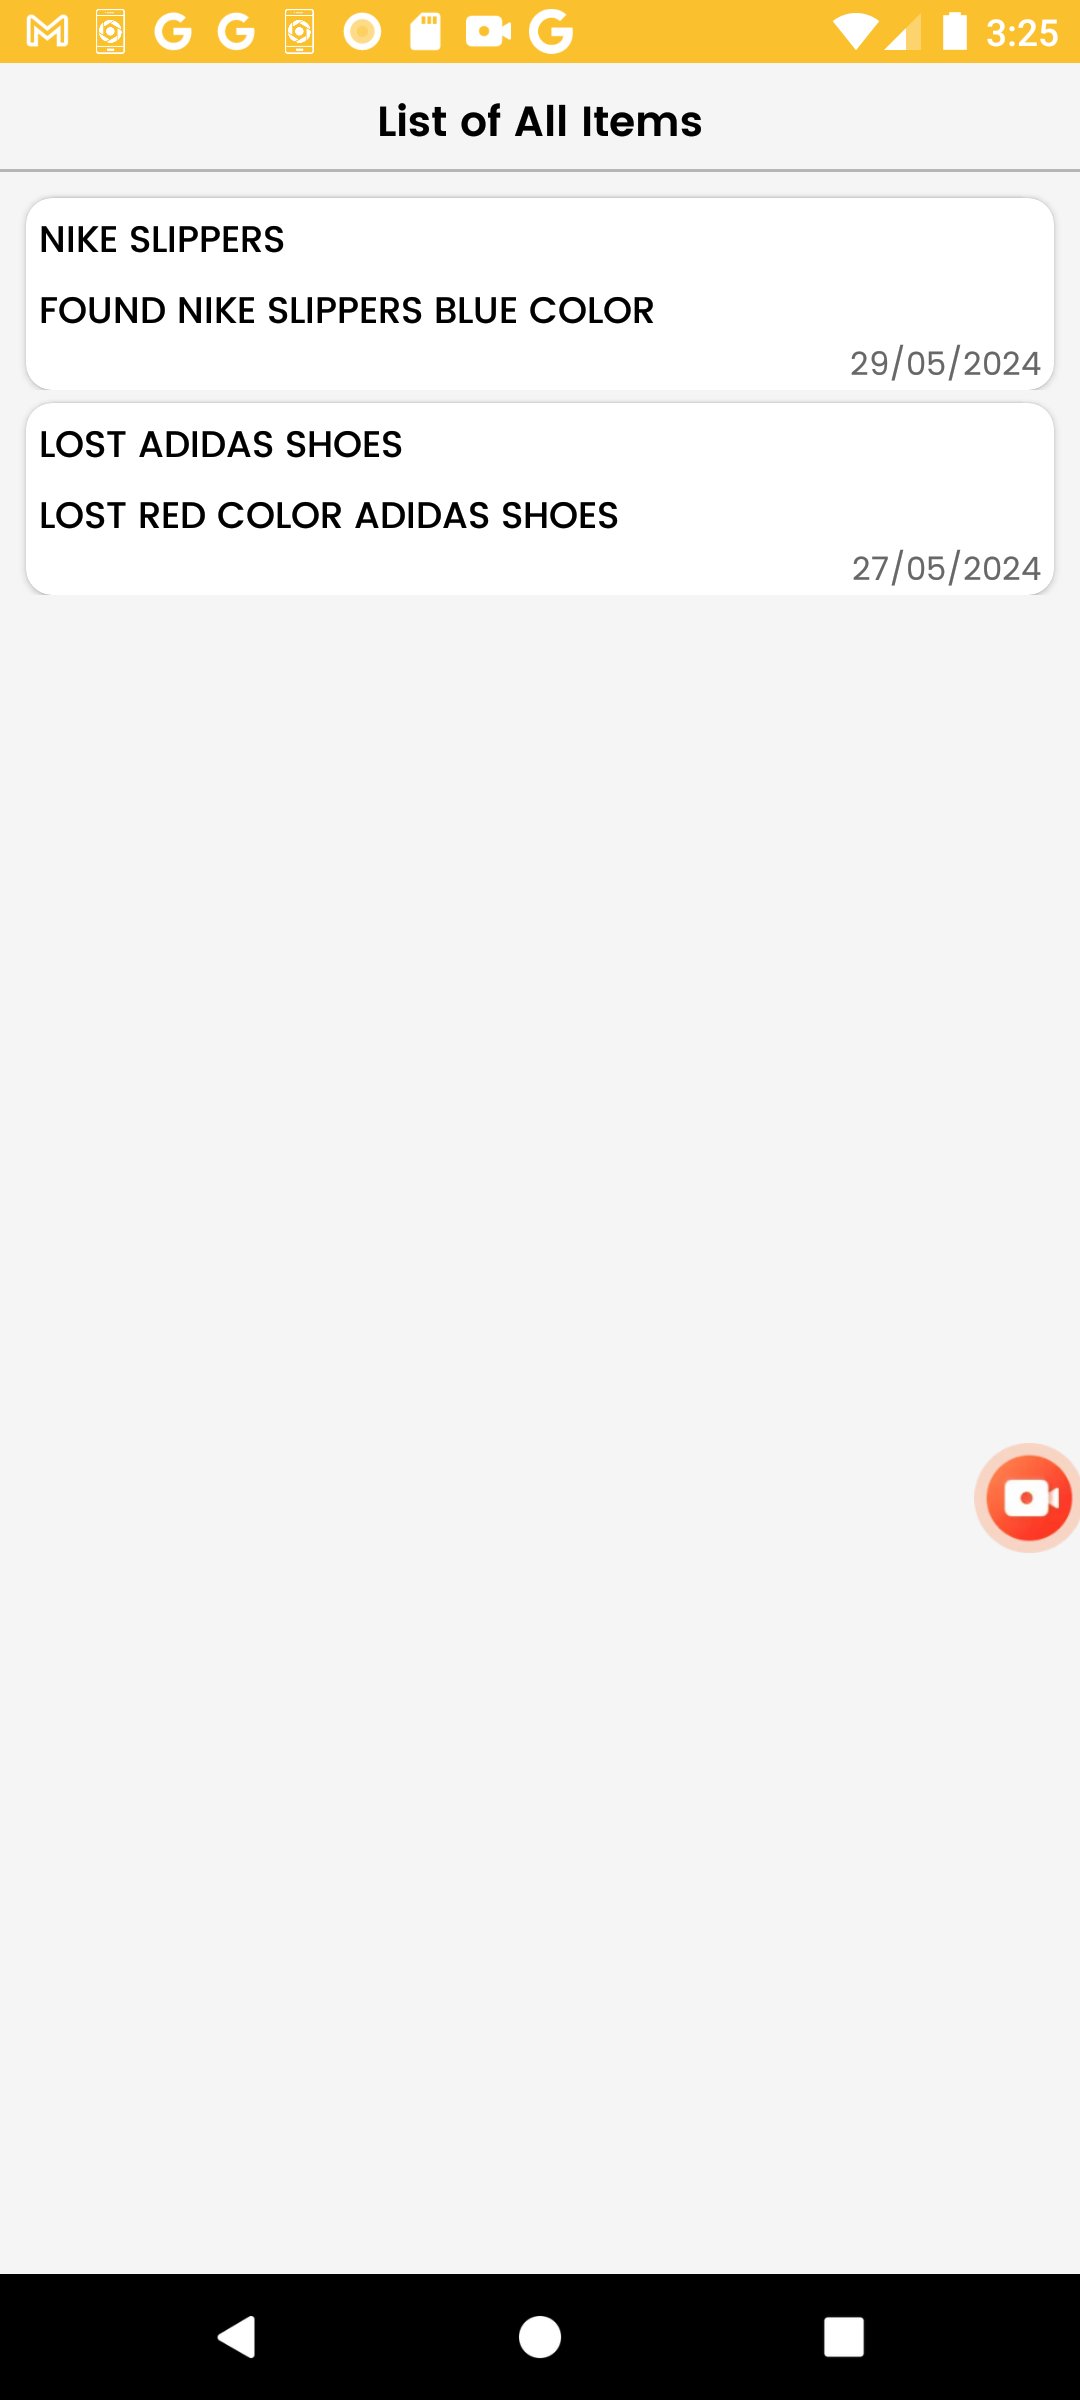 3:25
List of All Items
NIKE SLIPPERS
FOUND NIKE SLIPPERS BLUE COLOR
29/05/2024
LOST ADIDAS SHOES
LOST RED COLOR ADIDAS SHOES
27/05/2024